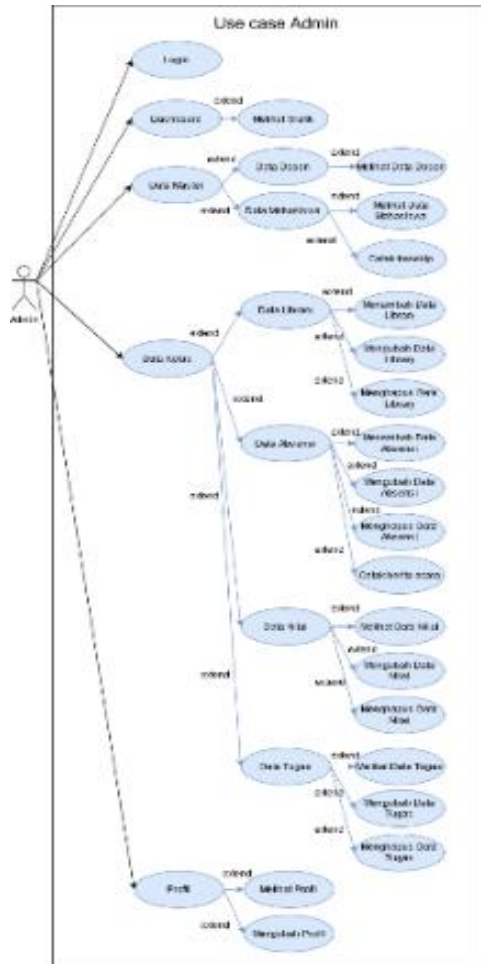 Use case Admin
Login
Dashboard
extend
Melihat Grafik
Data Master
extend
Data Dosen
extend
Melihat Data Dosen
extend
Data Mahasiswa
extend
Melihat Data
Mahasiswa
extend
Admin
Data Kelas
extend
Data Library
extend
Menambah Data
Library
extend
Mengubah Data
Library
extend
Menghapus Data
Library
extend
Data Absensi
extend
Menambah Data
Absensi
extend
Mengubah Data
Absensi
extend
Menghapus Data
Absensi
extend
Cetak berita acara
extend
Data Nilai
extend
Melihat Data Nilai
extend
Mengubah Data
Nilai
extend
Menghapus Data
Nilai
extend
Data Tugas
extend
Melihat Data Tugas
extend
Mengubah Data
Tugas
extend
Menghapus Data
Tugas
Profil
extend
Melihat Profil
extend
Mengubah Profil